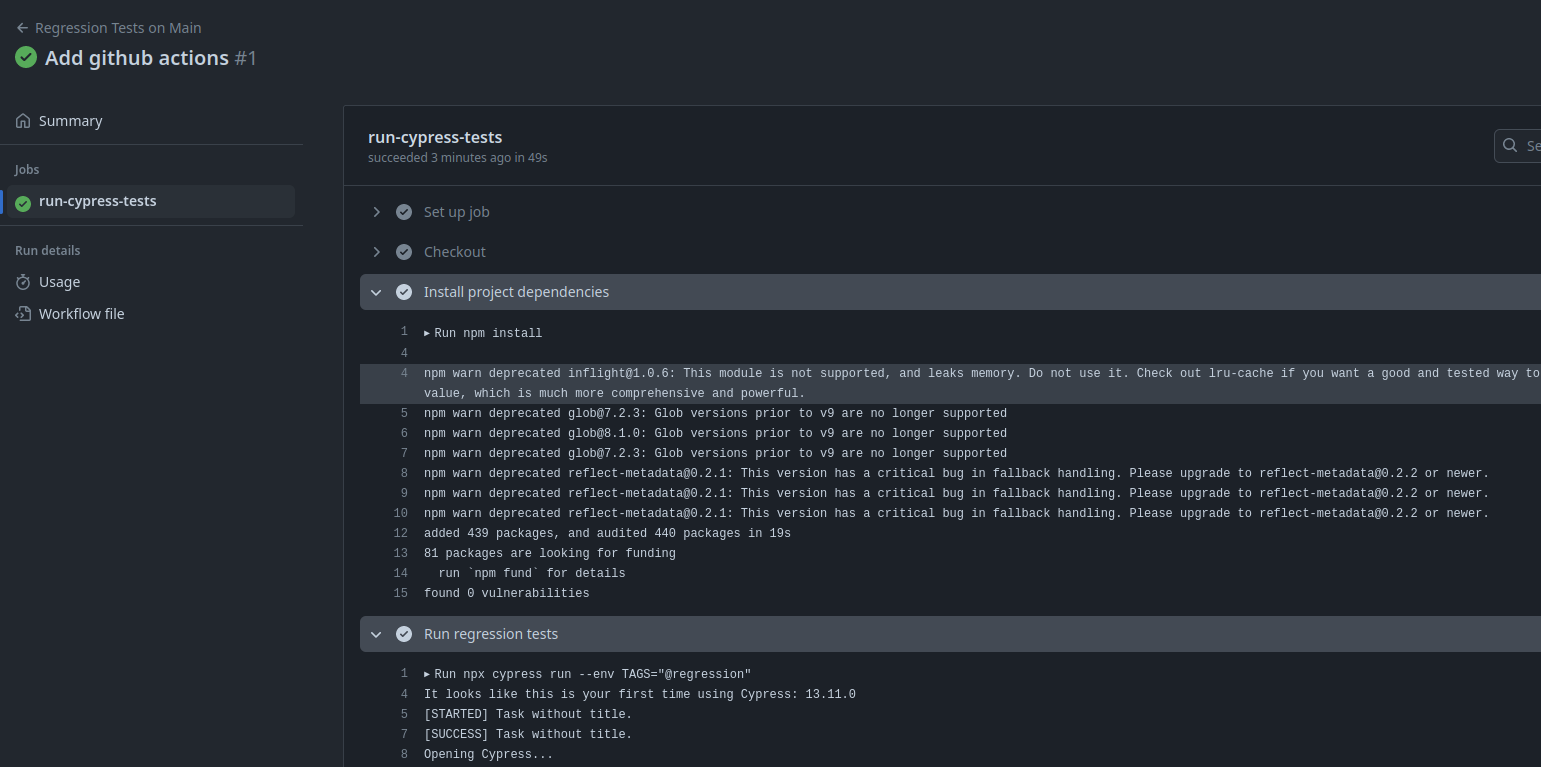 ← Regression Tests on Main
Add github actions #1
Summary
Jobs
run-cypress-tests
Run details
Usage
Workflow file
run-cypress-tests
succeeded 3 minutes ago in 49s
Se
Set up job
Checkout
Install project dependencies
1 ▸ Run npm install
4
4 npm warn deprecated inflight@1.0.6: This module is not supported, and leaks memory. Do not use it. Check out lru-cache if you want a good and tested way to
value, which is much more comprehensive and powerful.
5 npm warn deprecated glob@7.2.3: Glob versions prior to v9 are no longer supported
6 npm warn deprecated glob@8.1.0: Glob versions prior to v9 are no longer supported
7 npm warn deprecated glob@7.2.3: Glob versions prior to v9 are no longer supported
8 npm warn deprecated reflect-metadata@0.2.1: This version has a critical bug in fallback handling. Please upgrade to reflect-metadata@0.2.2 or newer.
9 npm warn deprecated reflect-metadata@0.2.1: This version has a critical bug in fallback handling. Please upgrade to reflect-metadata@0.2.2 or newer.
10 npm warn deprecated reflect-metadata@0.2.1: This version has a critical bug in fallback handling. Please upgrade to reflect-metadata@0.2.2 or newer.
12 added 439 packages, and audited 440 packages in 19s
13 81 packages are looking for funding
14 run `npm fund` for details
15 found 0 vulnerabilities
Run regression tests
1 ▸ Run npx cypress run --env TAGS="@regression"
4 It looks like this is your first time using Cypress: 13.11.0
5 [STARTED] Task without title.
7 [SUCCESS] Task without title.
8 Opening Cypress...